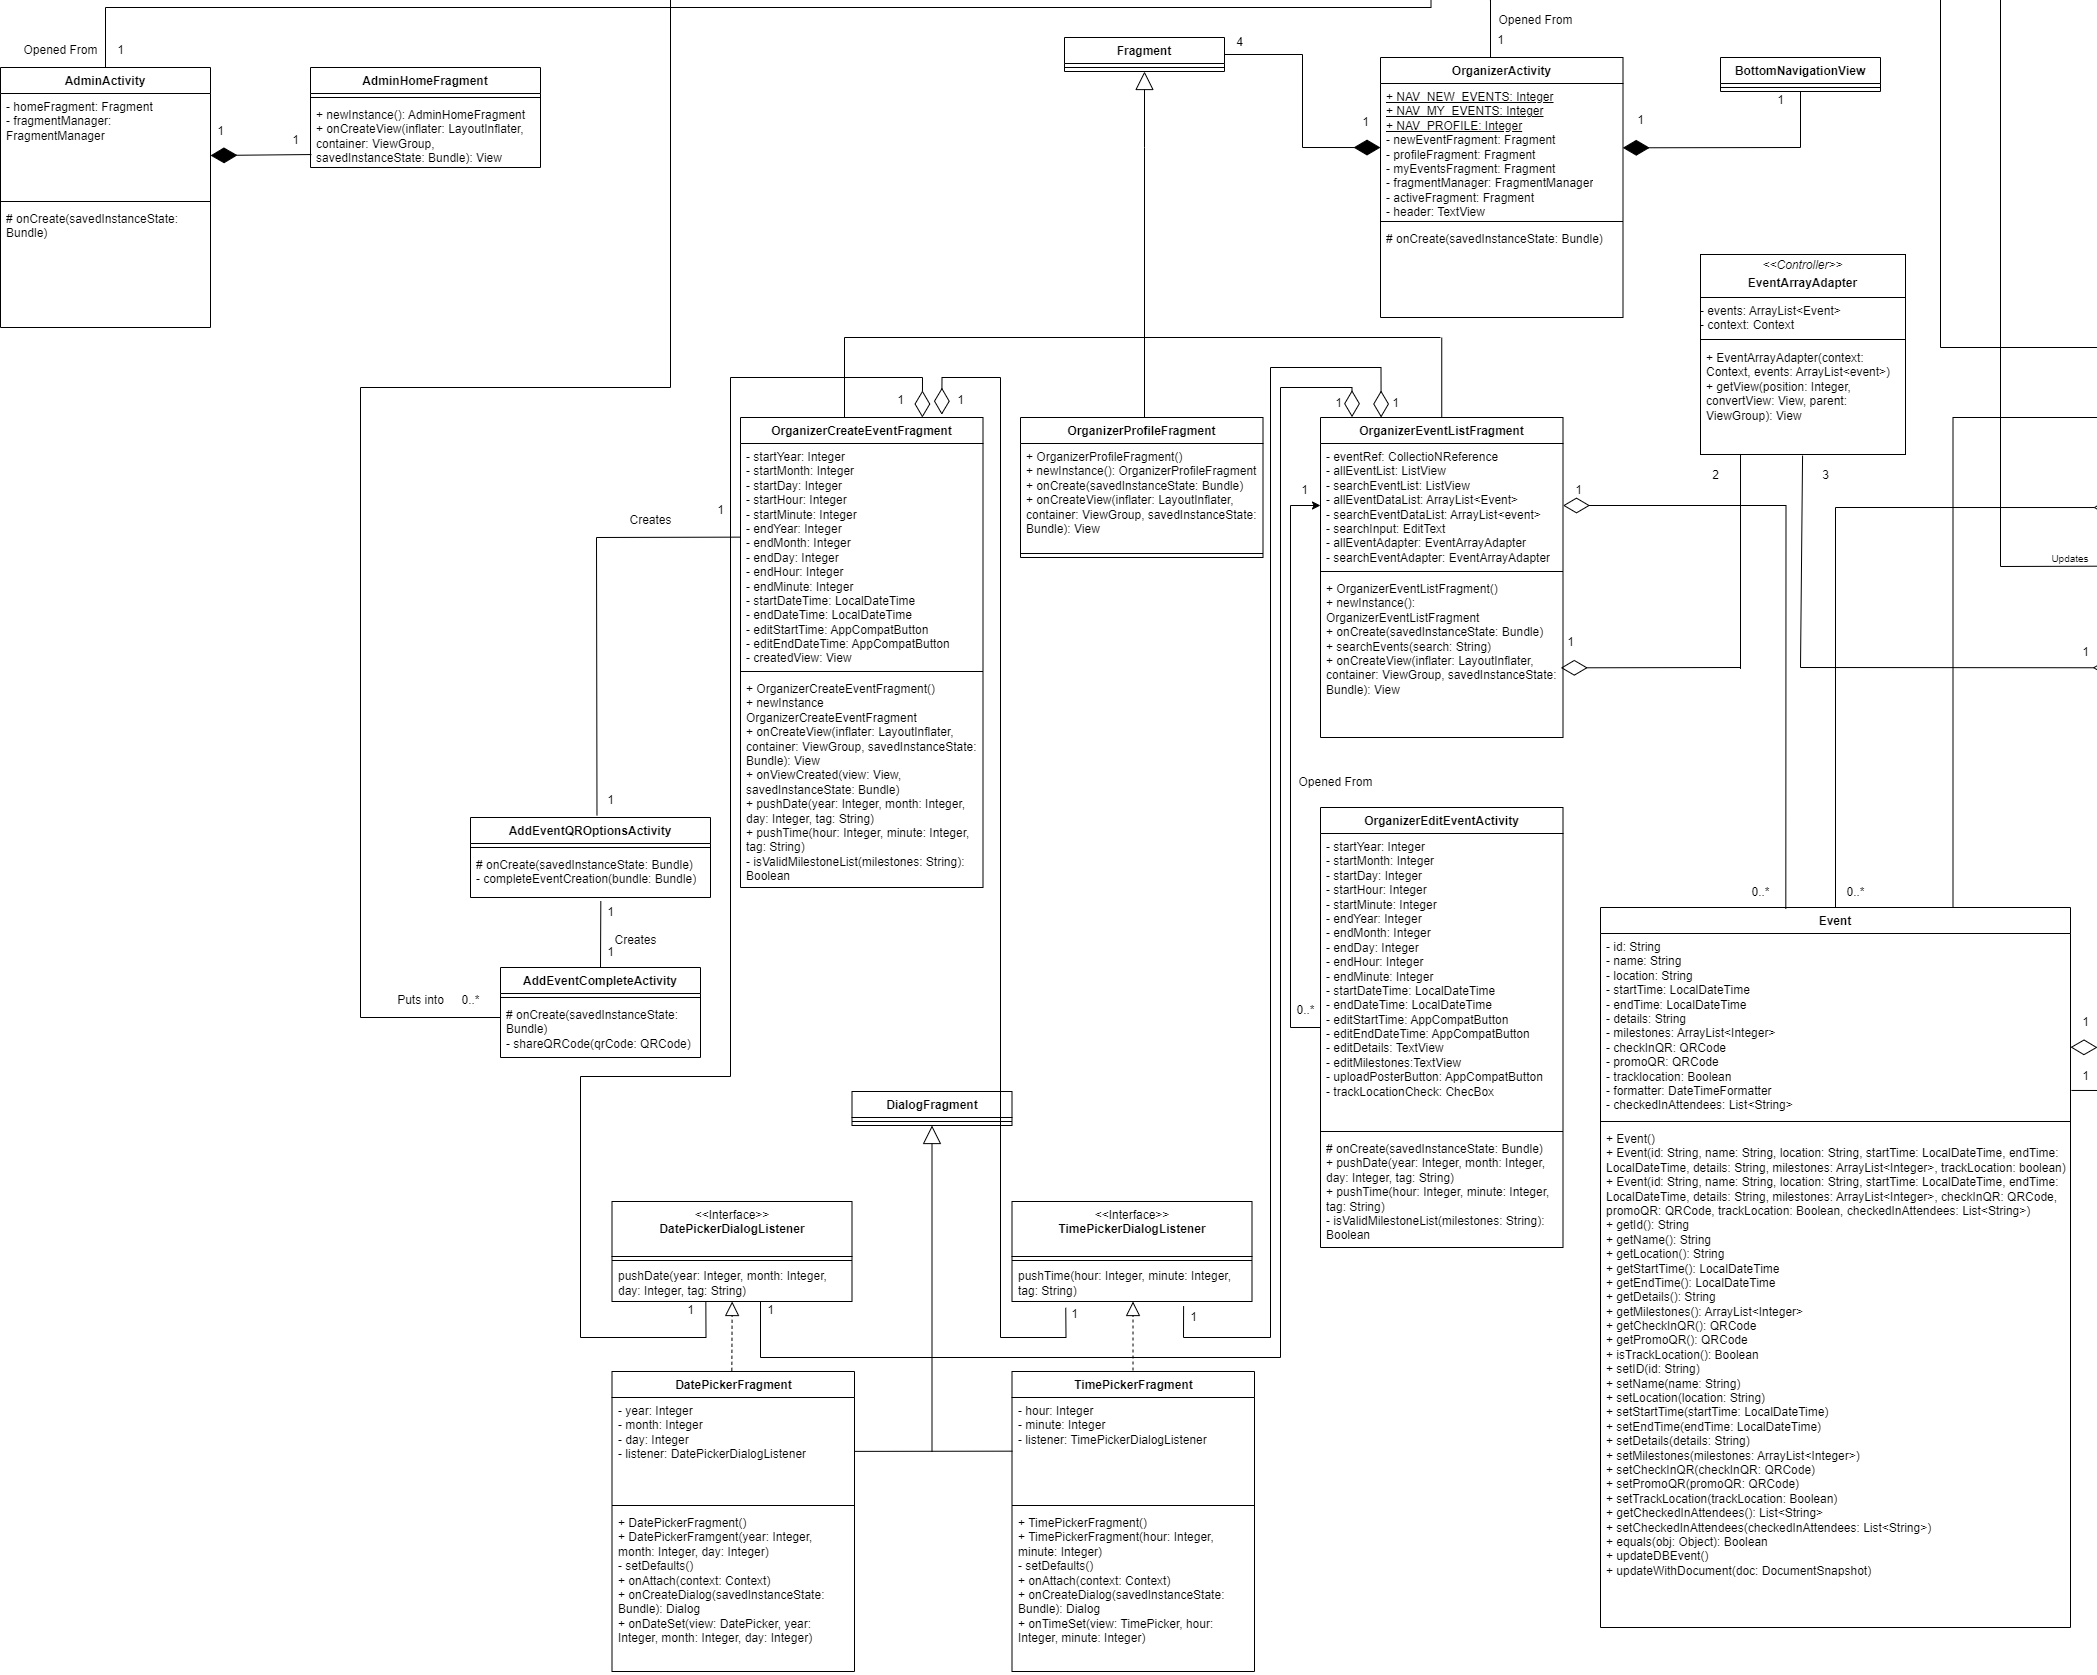 Opened From
1
AdminActivity
- homeFragment: Fragment
- fragmentManager:
FragmentManager
# onCreate(savedInstanceState:
Bundle)
1
1
AdminHomeFragment
+ newInstance(): AdminHomeFragment
+ onCreateView(inflater: LayoutInflater,
container: ViewGroup,
savedInstanceState: Bundle): View
Fragment
4
Opened From
1
OrganizerActivity
+ NAV_NEW_EVENTS: Integer
+ NAV_MY_EVENTS: Integer
+ NAV_PROFILE: Integer
- newEventFragment: Fragment
- profileFragment: Fragment
- myEventsFragment: Fragment
- fragmentManager: FragmentManager
- activeFragment: Fragment
- header: TextView
# onCreate(savedInstanceState: Bundle)
1
1
BottomNavigationView
1
<<Controller>>
EventArrayAdapter
- events: ArrayList<Event>
- context: Context
+ EventArrayAdapter(context:
Context, events: ArrayList<event>)
+ getView(position: Integer,
convertView: View, parent:
ViewGroup): View
2
3
1
1
OrganizerCreateEventFragment
- startYear: Integer
- startMonth: Integer
- startDay: Integer
- startHour: Integer
- startMinute: Integer
- endYear: Integer
- endMonth: Integer
- endDay: Integer
- endHour: Integer
- endMinute: Integer
- startDateTime: LocalDateTime
- endDateTime: LocalDateTime
- editStartTime: AppCompatButton
- editEndDateTime: AppCompatButton
- createdView: View
+ OrganizerCreateEventFragment()
+ newInstance
OrganizerCreateEventFragment
+ onCreateView(inflater: LayoutInflater,
container: ViewGroup, savedInstanceState:
Bundle): View
+ onViewCreated(view: View,
savedInstanceState: Bundle)
+ pushDate(year: Integer, month: Integer,
day: Integer, tag: String)
+ pushTime(hour: Integer, minute: Integer,
tag: String)
- isValidMilestoneList(milestones: String):
Boolean
OrganizerProfileFragment
+ OrganizerProfileFragment()
+ newInstance(): OrganizerProfileFragment
+ onCreate(savedInstanceState: Bundle)
+ onCreateView(inflater: LayoutInflater,
container: ViewGroup, savedInstanceState:
Bundle): View
1
1
OrganizerEventListFragment
- eventRef: CollectioNReference
- allEventList: ListView
- searchEventList: ListView
- allEventDataList: ArrayList<Event>
- searchEventDataList: ArrayList<event>
- searchInput: EditText
- allEventAdapter: EventArrayAdapter
- searchEventAdapter: EventArrayAdapter
+ OrganizerEventListFragment()
+ newInstance():
OrganizerEventListFragment
+ onCreate(savedInstanceState: Bundle)
+ searchEvents(search: String)
+ onCreateView(inflater: LayoutInflater,
container: ViewGroup, savedInstanceState:
Bundle): View
1
1
1
Updates
1
Creates
1
1
AddEventQROptionsActivity
# onCreate(savedInstanceState: Bundle)
- completeEventCreation(bundle: Bundle)
1
Creates
1
AddEventCompleteActivity
# onCreate(savedInstanceState:
Bundle)
- shareQRCode(qrCode: QRCode)
Puts into
0..*
Opened From
OrganizerEditEventActivity
- startYear: Integer
- startMonth: Integer
- startDay: Integer
- startHour: Integer
- startMinute: Integer
- endYear: Integer
- endMonth: Integer
- endDay: Integer
- endHour: Integer
- endMinute: Integer
- startDateTime: LocalDateTime
- endDateTime: LocalDateTime
- editStartTime: AppCompatButton
- editEndDateTime: AppCompatButton
- editDetails: TextView
- editMilestones:TextView
- uploadPosterButton: AppCompatButton
- trackLocationCheck: ChecBox
# onCreate(savedInstanceState: Bundle)
+ pushDate(year: Integer, month: Integer,
day: Integer, tag: String)
+ pushTime(hour: Integer, minute: Integer,
tag: String)
- isValidMilestoneList(milestones: String):
Boolean
0..*
0..*
0..*
Event
- id: String
- name: String
- location: String
- startTime: LocalDateTime
- endTime: LocalDateTime
- details: String
- milestones: ArrayList<Integer>
- checkInQR: QRCode
- promoQR: QRCode
- tracklocation: Boolean
- formatter: DateTimeFormatter
- checkedInAttendees: List<String>
+ Event()
+ Event(id: String, name: String, location: String, startTime: LocalDateTime, endTime:
LocalDateTime, details: String, milestones: ArrayList<Integer>, trackLocation: boolean)
+ Event(id: String, name: String, location: String, startTime: LocalDateTime, endTime:
LocalDateTime, details: String, milestones: ArrayList<Integer>, checkInQR: QRCode,
promoQR: QRCode, trackLocation: Boolean, checkedInAttendees: List<String>)
+ getId(): String
+ getName(): String
+ getLocation(): String
+ getStartTime(): LocalDateTime
+ getEndTime(): LocalDateTime
+ getDetails(): String
+ getMilestones(): ArrayList<Integer>
+ getCheckInQR(): QRCode
+ getPromoQR(): QRCode
+ isTrackLocation(): Boolean
+ setID(id: String)
+ setName(name: String)
+ setLocation(location: String)
+ setStartTime(startTime: LocalDateTime)
+ setEndTime(endTime: LocalDateTime)
+ setDetails(details: String)
+ setMilestones(milestones: ArrayList<Integer>)
+ setCheckInQR(checkInQR: QRCode)
+ setPromoQR(promoQR: QRCode)
+ setTrackLocation(trackLocation: Boolean)
+ getCheckedInAttendees(): List<String>
+ setCheckedInAttendees(checkedInAttendees: List<String>)
+ equals(obj: Object): Boolean
+ updateDBEvent()
+ updateWithDocument(doc: DocumentSnapshot)
1
1
DialogFragment
<<Interface>>
DatePickerDialogListener
pushDate(year: Integer, month: Integer,
day: Integer, tag: String)
1
1
<<Interface>>
TimePickerDialogListener
pushTime(hour: Integer, minute: Integer,
tag: String)
1
1
DatePickerFragment
- year: Integer
- month: Integer
- day: Integer
- listener: DatePickerDialogListener
+ DatePickerFragment()
+ DatePickerFramgent(year: Integer,
month: Integer, day: Integer)
- setDefaults()
+ onAttach(context: Context)
+ onCreateDialog(savedInstanceState:
Bundle): Dialog
+ onDateSet(view: DatePicker, year:
Integer, month: Integer, day: Integer)
TimePickerFragment
- hour: Integer
- minute: Integer
- listener: TimePickerDialogListener
+ TimePickerFragment()
+ TimePickerFragment(hour: Integer,
minute: Integer)
- setDefaults()
+ onAttach(context: Context)
+ onCreateDialog(savedInstanceState:
Bundle): Dialog
+ onTimeSet(view: TimePicker, hour:
Integer, minute: Integer)